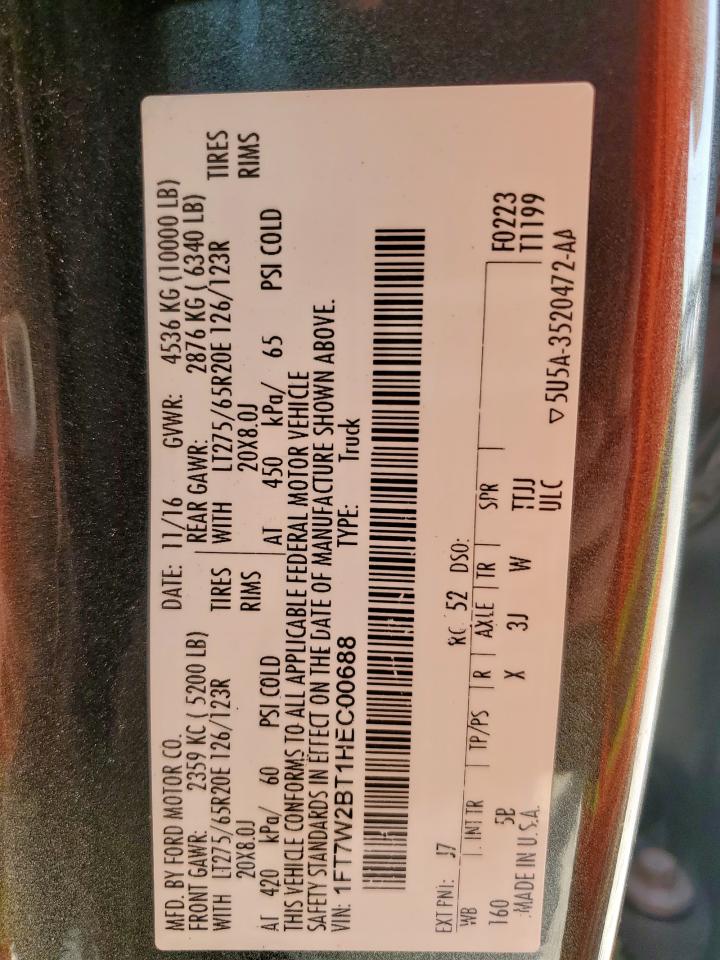 MFD. BY FORD MOTOR CO. DATE: 11/16 GVWR: 4536 KG (10000 LB)
FRONT GAWR: 2359 KG ( 5200 LB) REAR GAWR: 2876 KG ( 6340 LB)
WITH LT275/65R20E 126/123R TIRES WITH LT275/65R20E 126/123R TIRES
20X8.0J RIMS 20X8.0J RIMS
AT 420 kPa/ 60 PSI COLD AT 450 kPa/ 65 PSI COLD
THIS VEHICLE CONFORMS TO ALL APPLICABLE FEDERAL MOTOR VEHICLE
SAFETY STANDARDS IN EFFECT ON THE DATE OF MANUFACTURE SHOWN ABOVE.
VIN: 1FT7W2BT1HEC00688 TYPE: Truck
EXT PNT: J7 RC: 52 DSO: F0223
WB INT TR TP/PS R AXLE TR SPR T1199
160 5B X 3J W TTJJ
MADE IN U.S.A. ULC ▽5U5A-3520472-AA